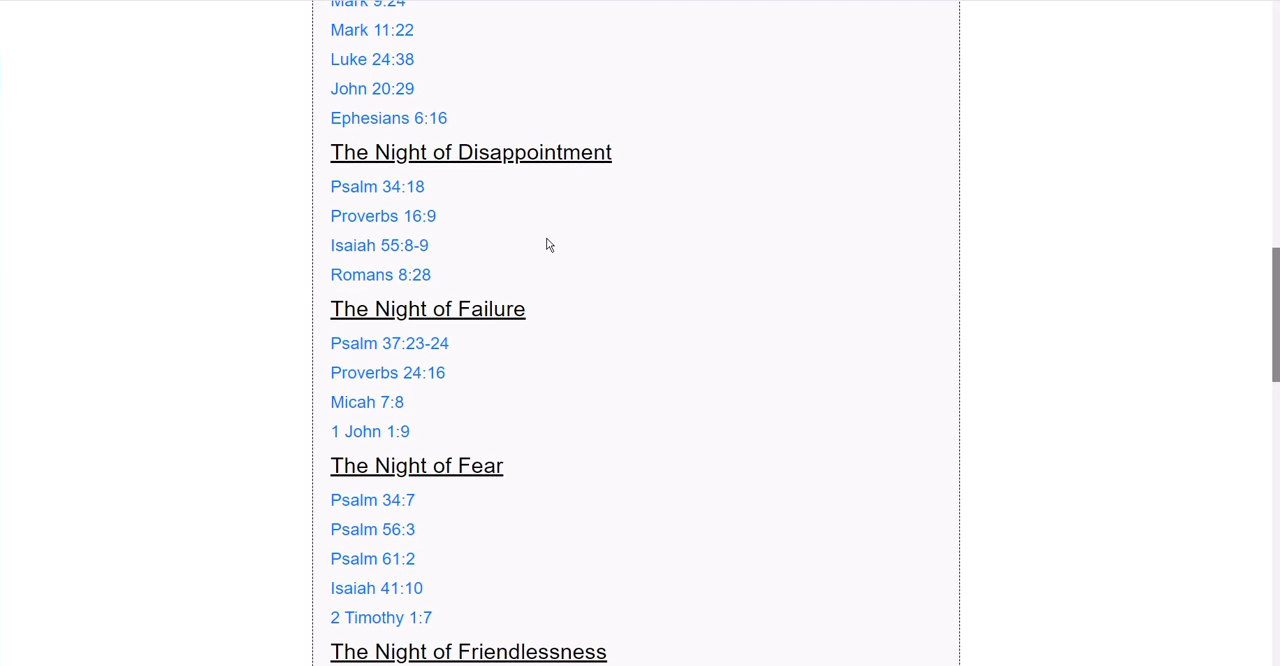 Mark 9:24
Mark 11:22
Luke 24:38
John 20:29
Ephesians 6:16
The Night of Disappointment
Psalm 34:18
Proverbs 16:9
Isaiah 55:8-9
Romans 8:28
The Night of Failure
Psalm 37:23-24
Proverbs 24:16
Micah 7:8
1 John 1:9
The Night of Fear
Psalm 34:7
Psalm 56:3
Psalm 61:2
Isaiah 41:10
2 Timothy 1:7
The Night of Friendlessness